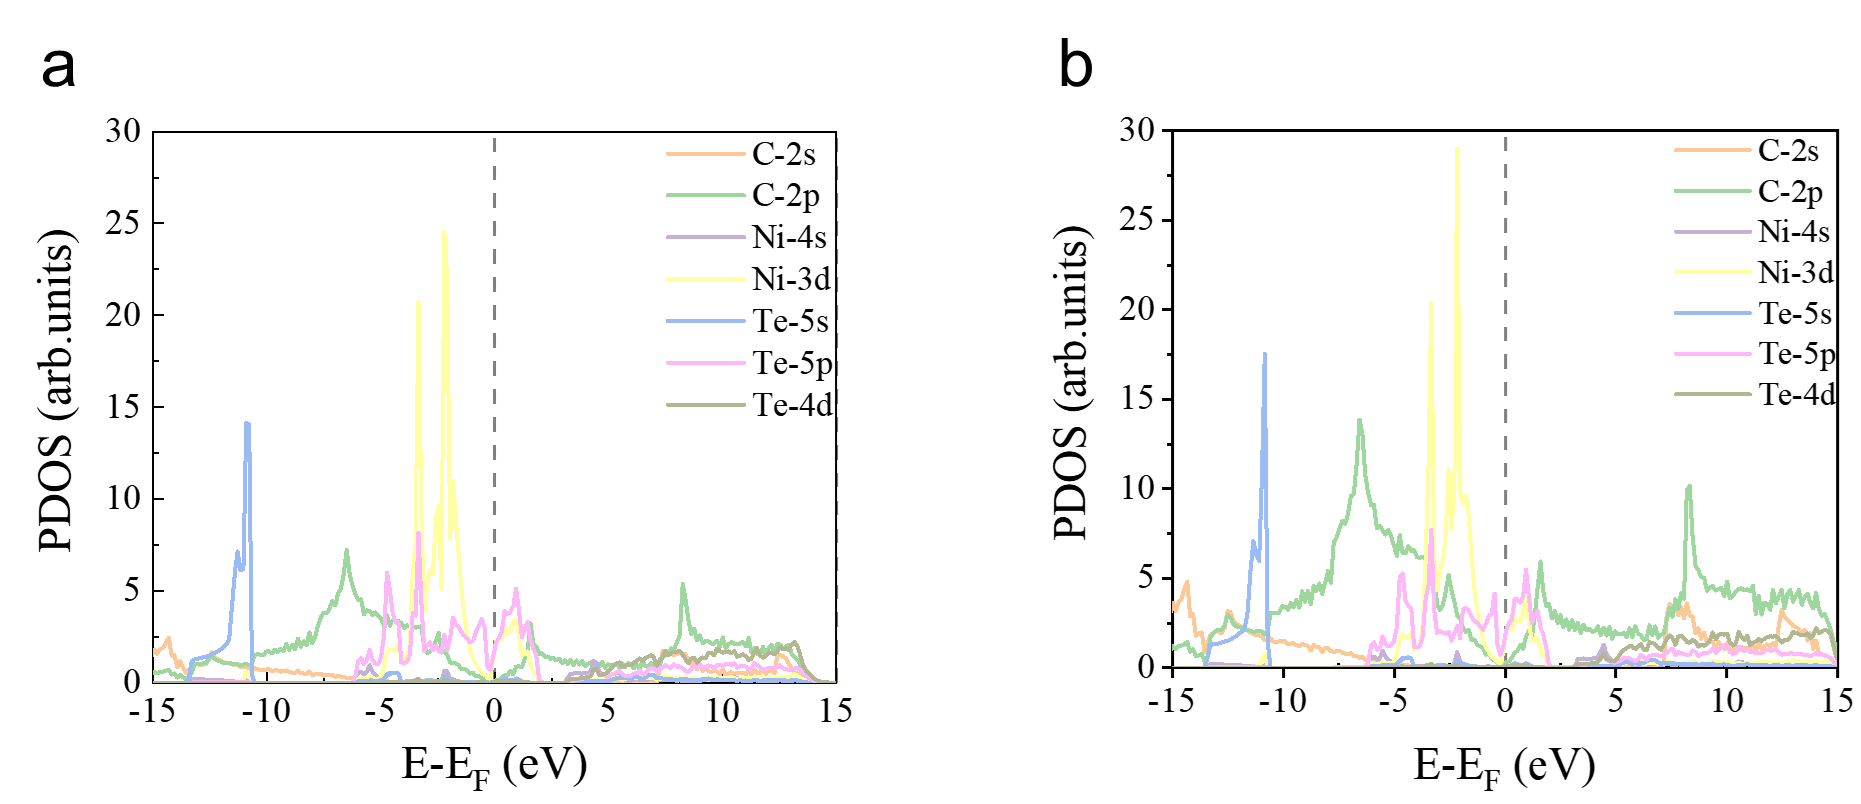 a
30
25
20
15
10
5
0
-15
-10
-5
0
5
10
15
PDOS (arb.units)
E-E_F (eV)
C-2s
C-2p
Ni-4s
Ni-3d
Te-5s
Te-5p
Te-4d
b
30
25
20
15
10
5
0
-15
-10
-5
0
5
10
15
PDOS (arb.units)
E-E_F (eV)
C-2s
C-2p
Ni-4s
Ni-3d
Te-5s
Te-5p
Te-4d